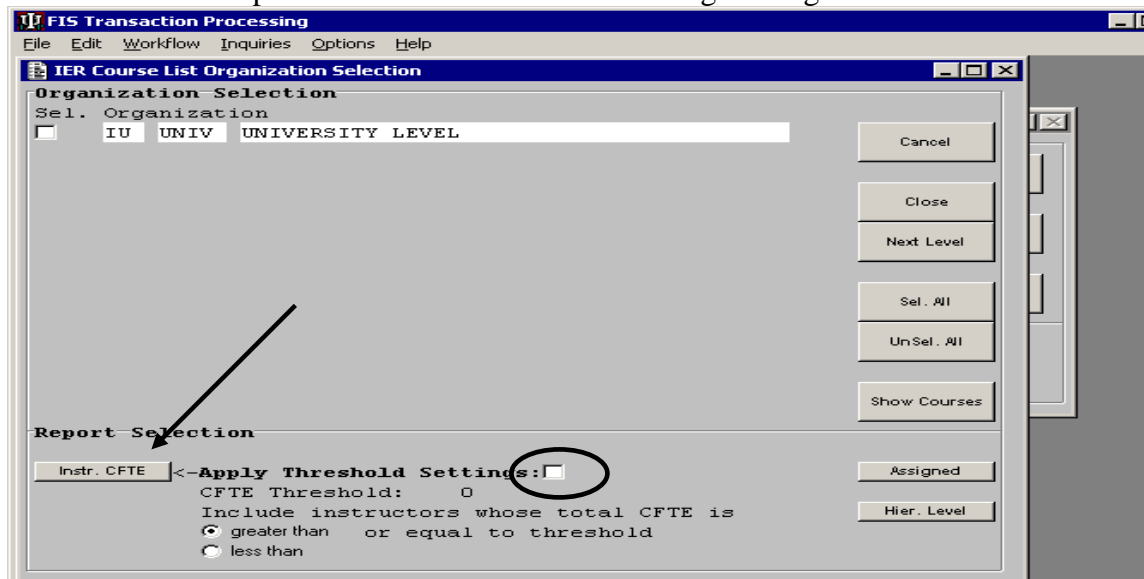 FIS Transaction Processing
File Edit Workflow Inquiries Options Help
IER Course List Organization Selection
Organization Selection
Sel. Organization
IU UNIV UNIVERSITY LEVEL
Cancel
Close
Next Level
Sel. All
UnSel. All
Show Courses
Report Selection
Instr. CFTE <-Apply Threshold Settings:
Assigned
CFTE Threshold: 0
Include instructors whose total CFTE is
Hier. Level
greater than or equal to threshold
less than